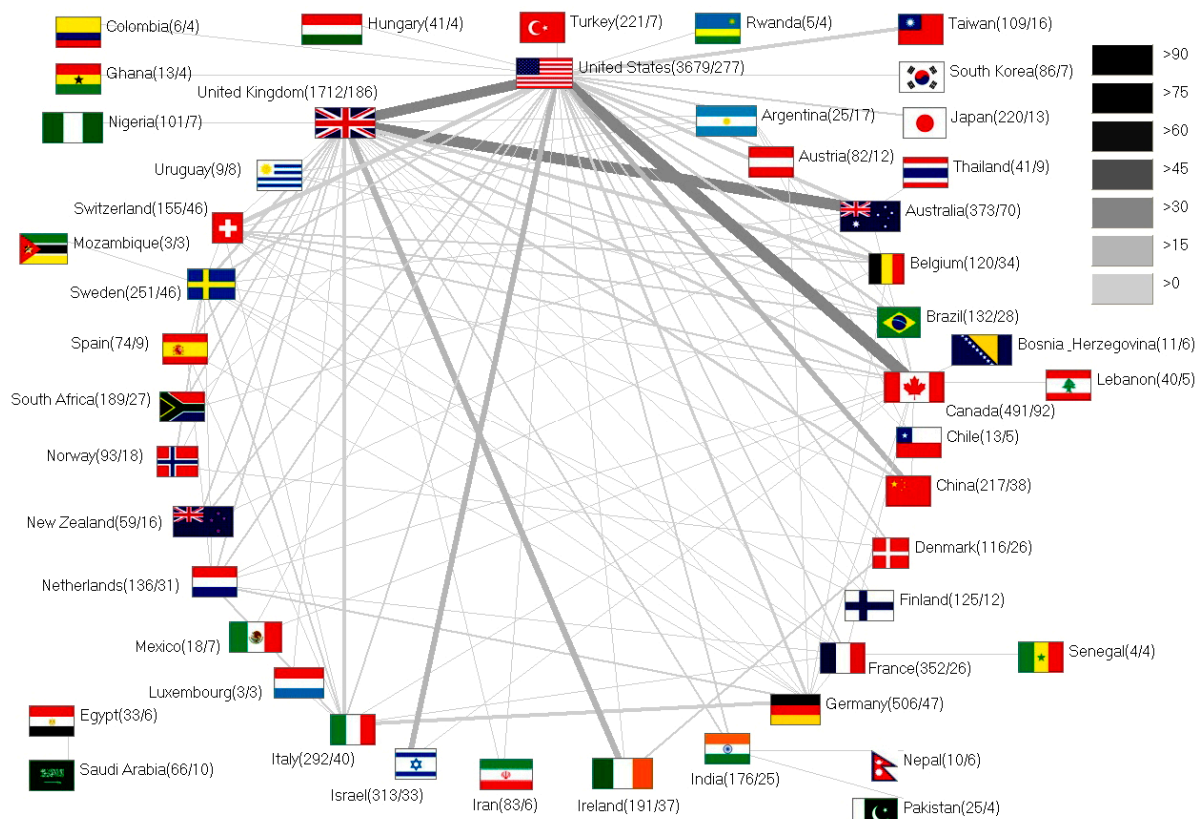 Colombia(6/4)
Hungary(41/4)
Turkey(221/7)
Rwanda(5/4)
Taiwan(109/16)
>90
Ghana(13/4)
United States(3679/277)
South Korea(86/7)
>75
United Kingdom(1712/186)
Nigeria(101/7)
Argentina(25/17)
Japan(220/13)
>60
Uruguay(9/8)
Austria(82/12)
Thailand(41/9)
>45
Switzerland(155/46)
Australia(373/70)
>30
Mozambique(3/3)
>15
Sweden(251/46)
Belgium(120/34)
>0
Spain(74/9)
Brazil(132/28)
Bosnia_Herzegovina(11/6)
South Africa(189/27)
Lebanon(40/5)
Canada(491/92)
Norway(93/18)
Chile(13/5)
China(217/38)
New Zealand(59/16)
Denmark(116/26)
Netherlands(136/31)
Finland(125/12)
Mexico(18/7)
France(352/26)
Senegal(4/4)
Luxembourg(3/3)
Germany(506/47)
Egypt(33/6)
Italy(292/40)
Saudi Arabia(66/10)
Israel(313/33)
Iran(83/6)
Ireland(191/37)
India(176/25)
Nepal(10/6)
Pakistan(25/4)